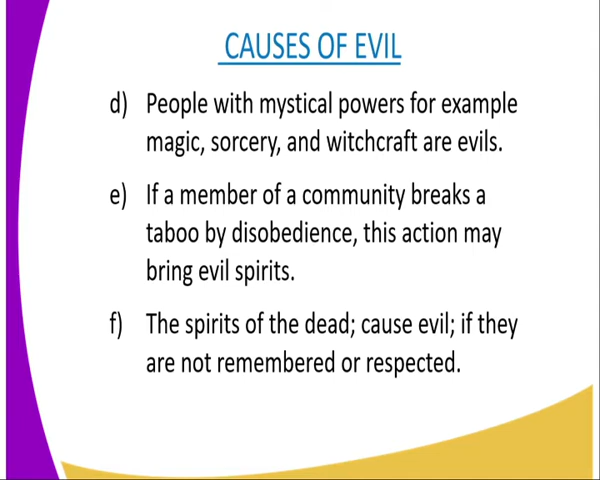 CAUSES OF EVIL
d) People with mystical powers for example
magic, sorcery, and witchcraft are evils.
e) If a member of a community breaks a
taboo by disobedience, this action may
bring evil spirits.
f) The spirits of the dead; cause evil; if they
are not remembered or respected.